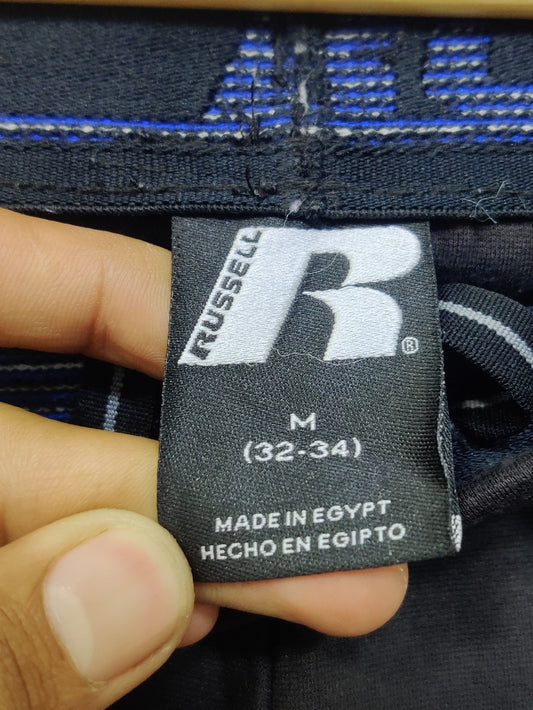 RUSSELL
R
®
M
(32-34)
MADE IN EGYPT
HECHO EN EGIPTO